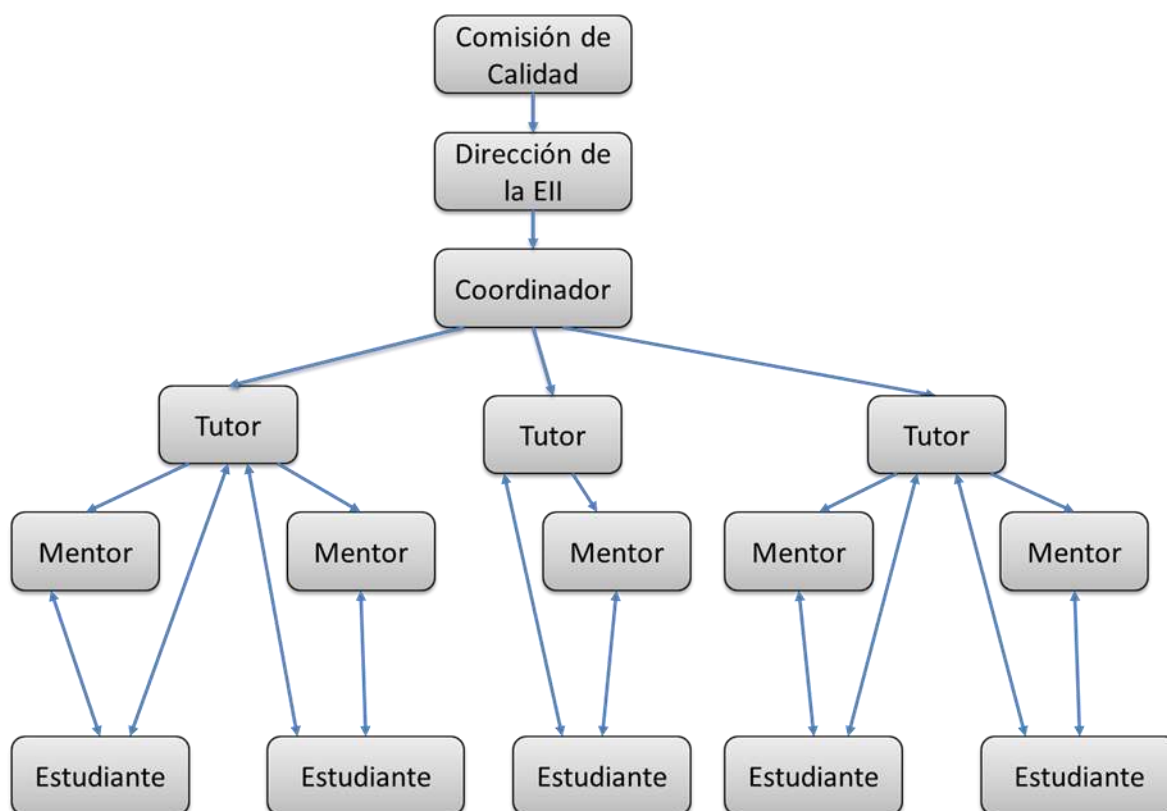 Comisión de
Calidad
Dirección de
la EII
Coordinador
Tutor
Tutor
Tutor
Mentor
Mentor
Mentor
Mentor
Mentor
Estudiante
Estudiante
Estudiante
Estudiante
Estudiante